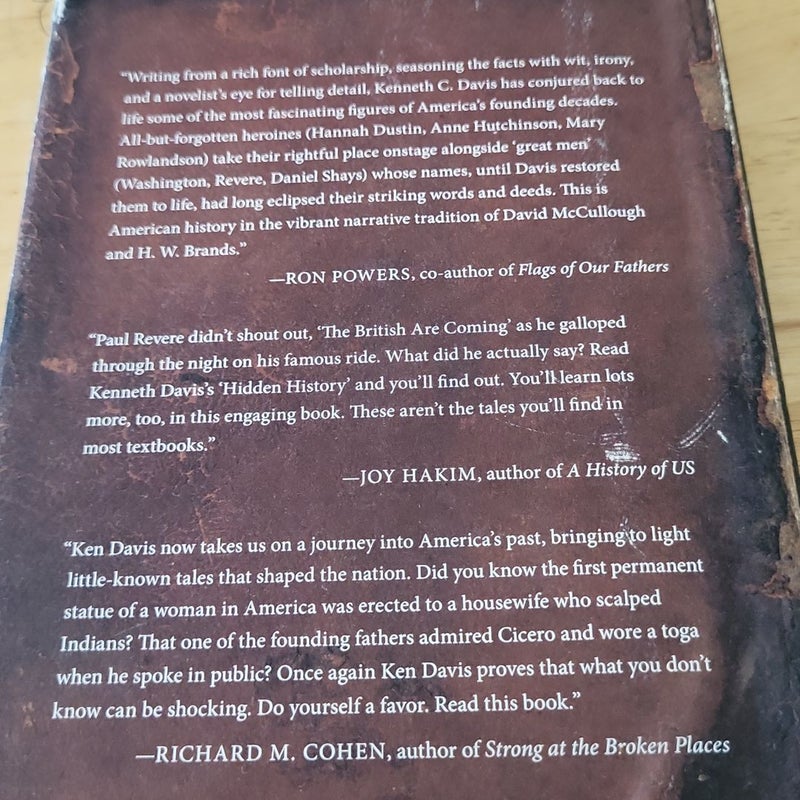 “Writing from a rich font of scholarship, seasoning the facts with wit, irony,
and a novelist’s eye for telling detail, Kenneth C. Davis has conjured back to
life some of the most fascinating figures of America’s founding decades.
All-but-forgotten heroines (Hannah Dustin, Anne Hutchinson, Mary
Rowlandson) take their rightful place onstage alongside ‘great men’
(Washington, Revere, Daniel Shays) whose names, until Davis restored
them to life, had long eclipsed their striking words and deeds. This is
American history in the vibrant narrative tradition of David McCullough
and H. W. Brands.”
—RON POWERS, co-author of Flags of Our Fathers
“Paul Revere didn’t shout out, ‘The British Are Coming’ as he galloped
through the night on his famous ride. What did he actually say? Read
Kenneth Davis’s ‘Hidden History’ and you’ll find out. You’ll learn lots
more, too, in this engaging book. These aren’t the tales you’ll find in
most textbooks.”
—JOY HAKIM, author of A History of US
“Ken Davis now takes us on a journey into America’s past, bringing to light
little-known tales that shaped the nation. Did you know the first permanent
statue of a woman in America was erected to a housewife who scalped
Indians? That one of the founding fathers admired Cicero and wore a toga
when he spoke in public? Once again Ken Davis proves that what you don’t
know can be shocking. Do yourself a favor. Read this book.”
—RICHARD M. COHEN, author of Strong at the Broken Places